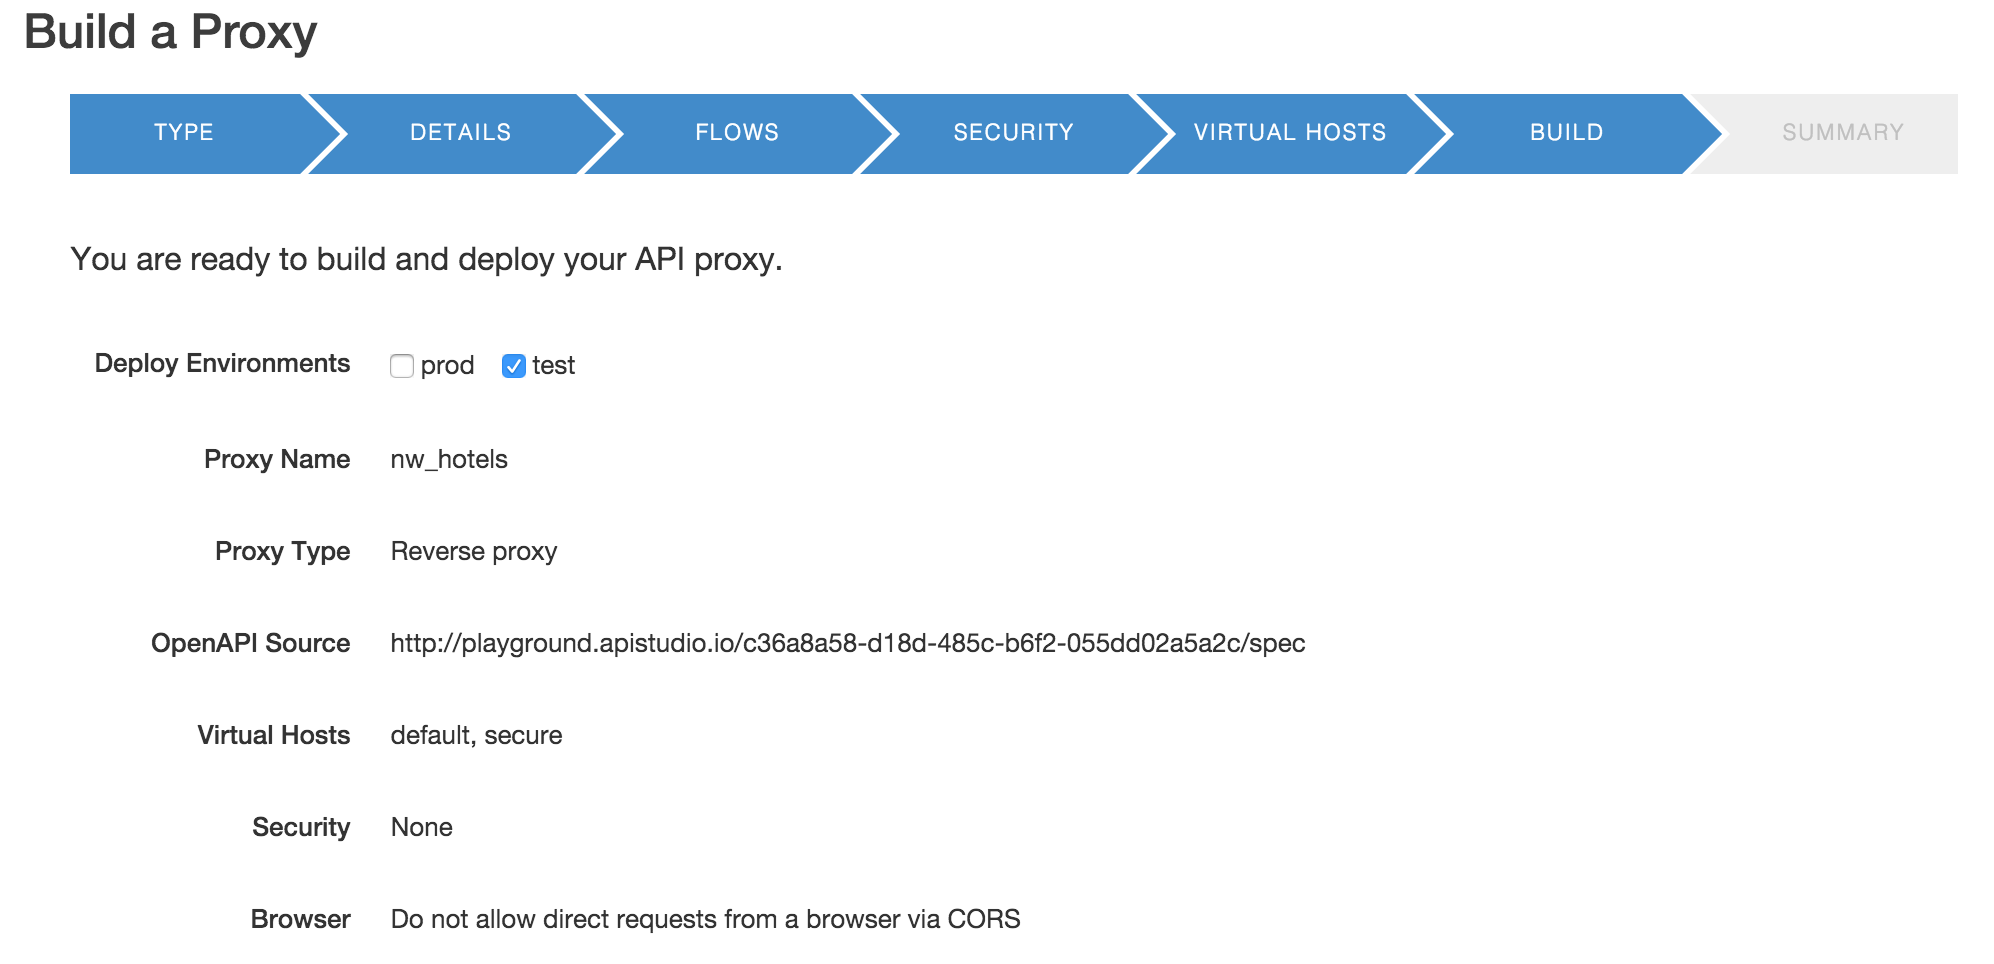 Build a Proxy
TYPE DETAILS FLOWS SECURITY VIRTUAL HOSTS BUILD SUMMARY
You are ready to build and deploy your API proxy.
Deploy Environments prod test
Proxy Name nw_hotels
Proxy Type Reverse proxy
OpenAPI Source http://playground.apistudio.io/c36a8a58-d18d-485c-b6f2-055dd02a5a2c/spec
Virtual Hosts default, secure
Security None
Browser Do not allow direct requests from a browser via CORS